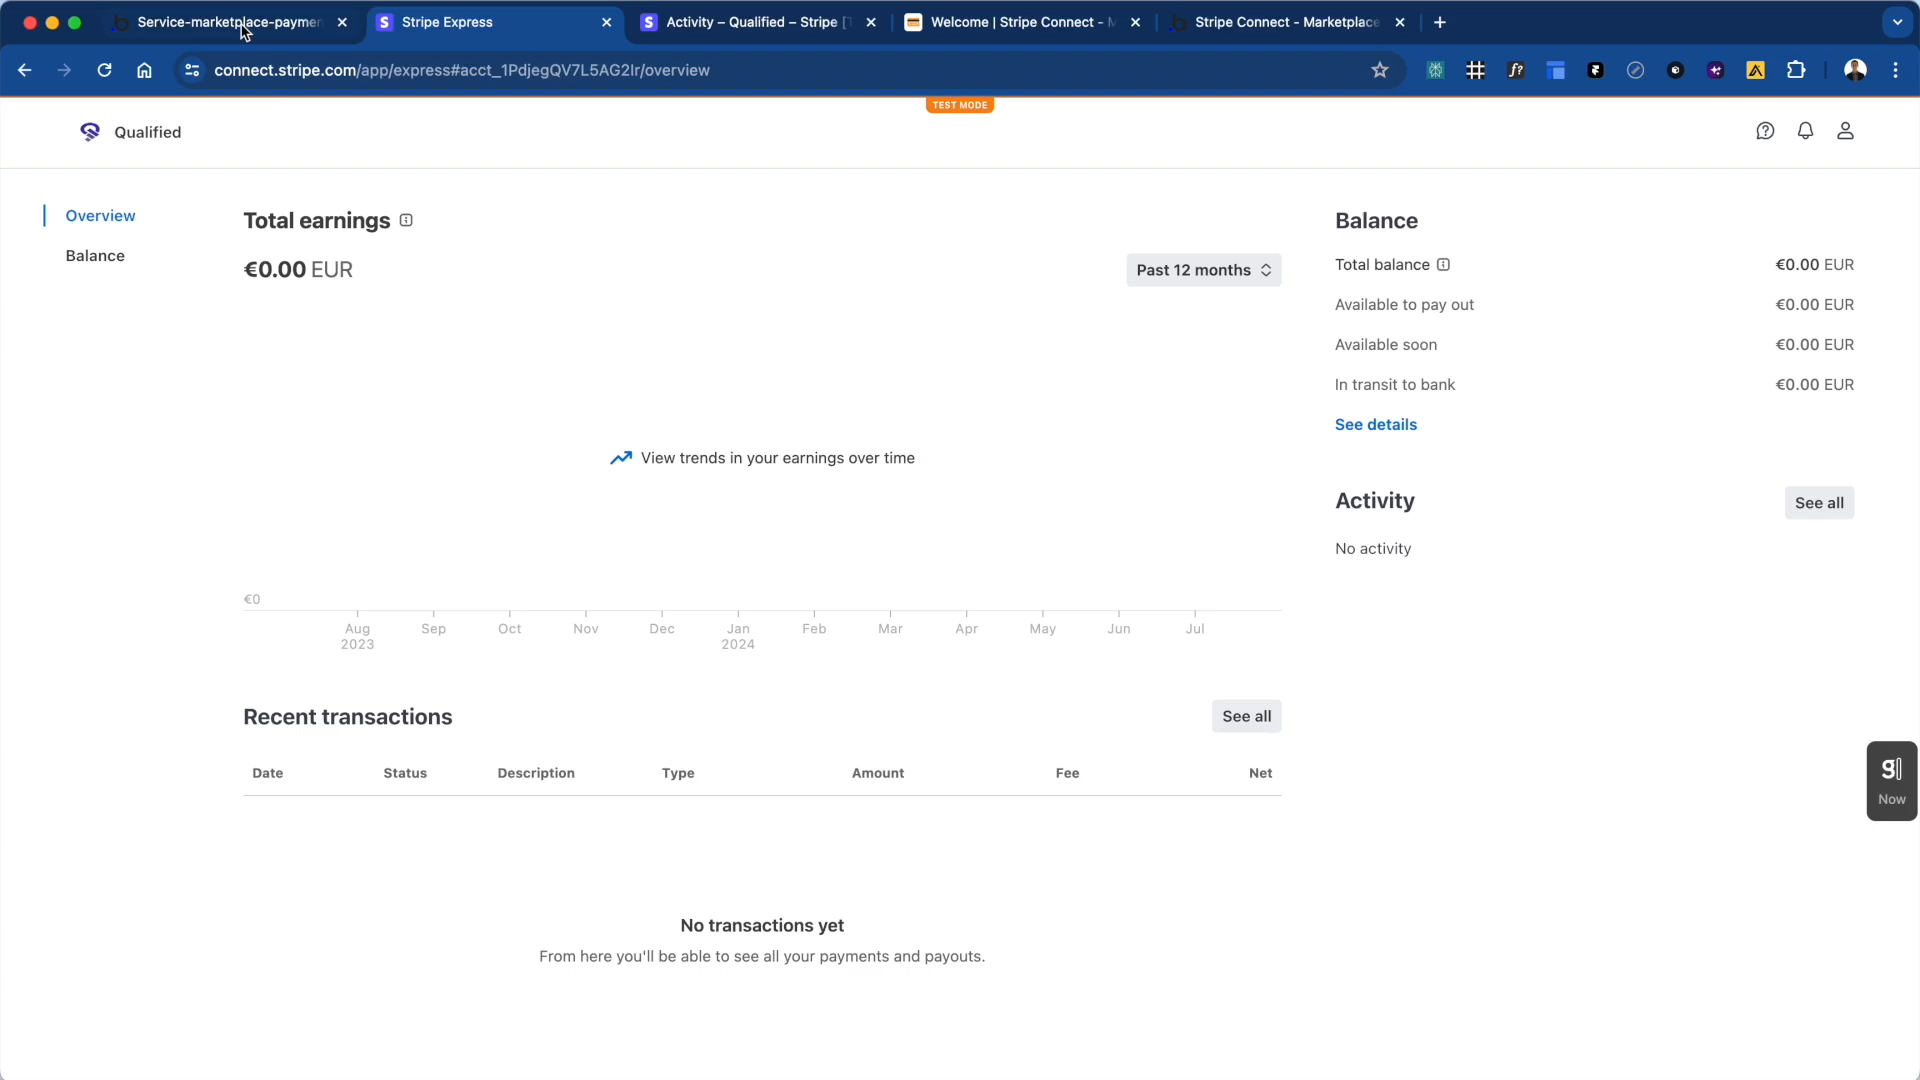 Service-marketplace-paymen
Stripe Express
Activity – Qualified – Stripe [
Welcome | Stripe Connect -
Stripe Connect - Marketplace
connect.stripe.com/app/express#acct_1PdjegQV7L5AG2Ir/overview
TEST MODE
Qualified
Overview
Balance
Total earnings
€0.00 EUR
Past 12 months
View trends in your earnings over time
€0
Aug Sep Oct Nov Dec Jan Feb Mar Apr May Jun Jul
2023 2024
Recent transactions
See all
Date Status Description Type Amount Fee Net
No transactions yet
From here you'll be able to see all your payments and payouts.
Balance
Total balance €0.00 EUR
Available to pay out €0.00 EUR
Available soon €0.00 EUR
In transit to bank €0.00 EUR
See details
Activity
See all
No activity
g
Now